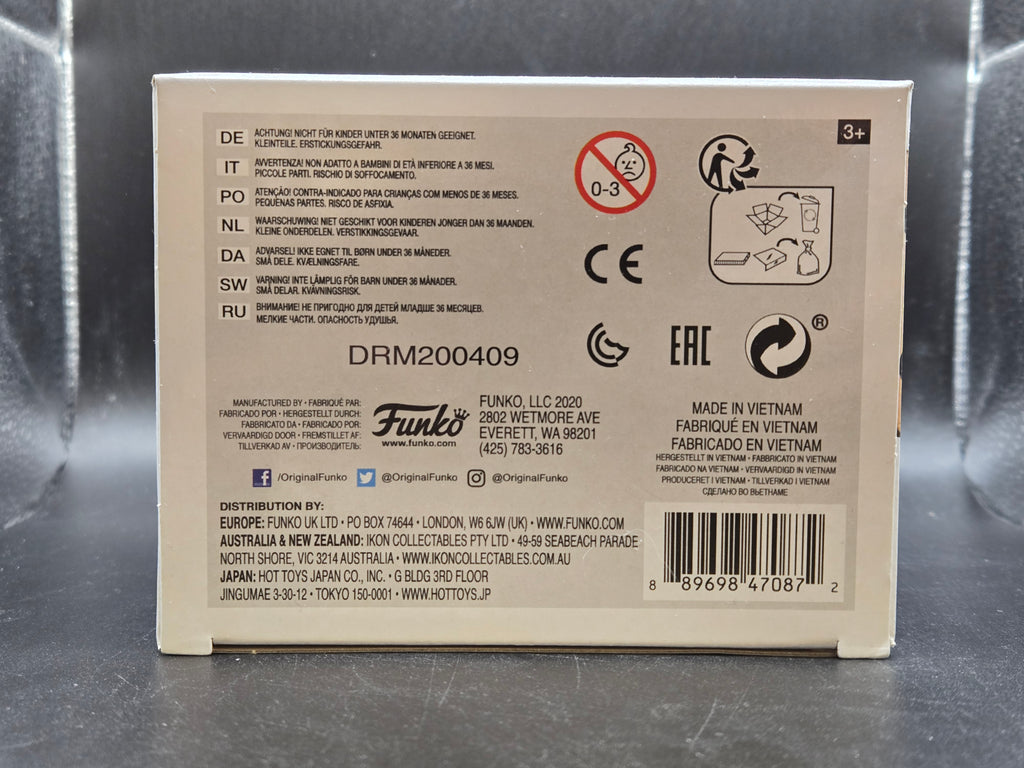 3+
DE ACHTUNG! NICHT FÜR KINDER UNTER 36 MONATEN GEEIGNET.
KLEINTEILE. ERSTICKUNGSGEFAHR.
IT AVVERTENZA! NON ADATTO A BAMBINI DI ETÀ INFERIORE A 36 MESI.
PICCOLE PARTI. RISCHIO DI SOFFOCAMENTO.
PO ATENÇÃO! CONTRA-INDICADO PARA CRIANÇAS COM MENOS DE 36 MESES.
PEQUENAS PARTES. RISCO DE ASFIXIA.
NL WAARSCHUWING! NIET GESCHIKT VOOR KINDEREN JONGER DAN 36 MAANDEN.
KLEINE ONDERDELEN. VERSTIKKINGSGEVAAR.
DA ADVARSEL! IKKE EGNET TIL BØRN UNDER 36 MÅNEDER.
SMÅ DELE. KVÆLNINGSFARE.
SW VARNING! INTE LÄMPLIG FÖR BARN UNDER 36 MÅNADER.
SMÅ DELAR. KVÄVNINGSRISK.
RU ВНИМАНИЕ! НЕ ПРИГОДНО ДЛЯ ДЕТЕЙ МЛАДШЕ 36 МЕСЯЦЕВ.
МЕЛКИЕ ЧАСТИ. ОПАСНОСТЬ УДУШЬЯ.
0-3
CE
EAC
®
DRM200409
MANUFACTURED BY • FABRIQUÉ PAR:
FABRICADO POR • HERGESTELLT DURCH:
FABBRICATO DA • FABRICADO POR:
VERVAARDIGD DOOR • FREMSTILLET AF:
TILLVERKAD AV • ПРОИЗВОДИТЕЛЬ:
Funko
www.funko.com
FUNKO, LLC 2020
2802 WETMORE AVE
EVERETT, WA 98201
(425) 783-3616
/OriginalFunko @OriginalFunko @OriginalFunko
MADE IN VIETNAM
FABRIQUÉ EN VIETNAM
FABRICADO EN VIETNAM
HERGESTELLT IN VIETNAM • FABBRICATO IN VIETNAM
FABRICADO NA VIETNAM • VERVAARDIGD IN VIETNAM
PRODUCERET I VIETNAM • TILLVERKAD I VIETNAM
СДЕЛАНО ВО ВЬЕТНАМЕ
DISTRIBUTION BY:
EUROPE: FUNKO UK LTD • PO BOX 74644 • LONDON, W6 6JW (UK) • WWW.FUNKO.COM
AUSTRALIA & NEW ZEALAND: IKON COLLECTABLES PTY LTD • 49-59 SEABEACH PARADE
NORTH SHORE, VIC 3214 AUSTRALIA • WWW.IKONCOLLECTABLES.COM.AU
JAPAN: HOT TOYS JAPAN CO., INC. • G BLDG 3RD FLOOR
JINGUMAE 3-30-12 • TOKYO 150-0001 • WWW.HOTTOYS.JP
8 89698 47087 2